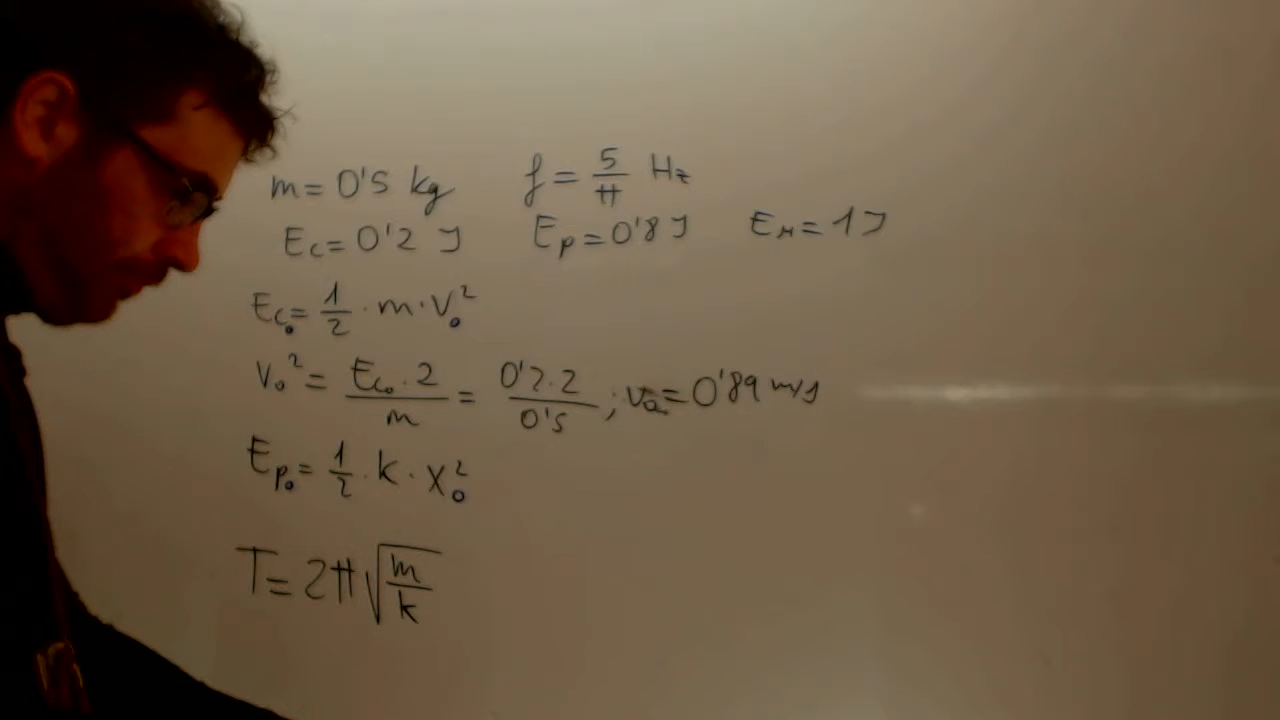 m = 0'5 kg f = 5/π Hz
Ec = 0'2 J Ep = 0'8 J EM = 1 J
Ec₀ = 1/2 · m · v₀²
v₀² = Ec₀ · 2 / m = 0'2 · 2 / 0'5 ; v₀ = 0'89 m/s
Ep₀ = 1/2 · k · x₀²
T = 2π√(m/k)